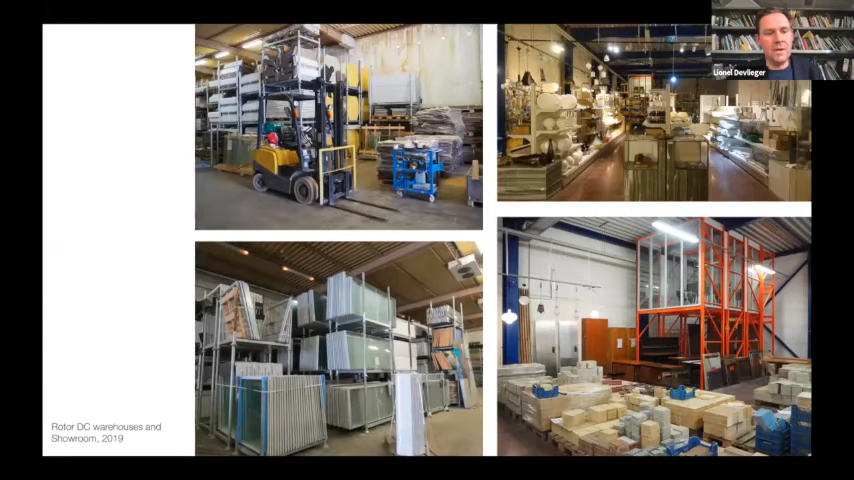 Lionel Devlieger
Rotor DC warehouses and
Showroom, 2019